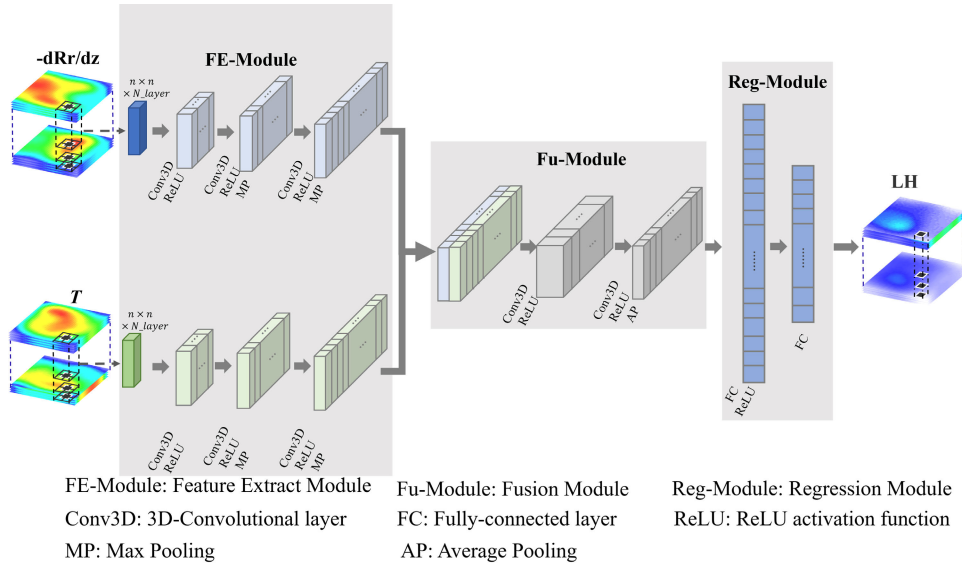 -dRr/dz
n × n
× N_layer
FE-Module
Conv3D
ReLU
Conv3D
ReLU
MP
Conv3D
ReLU
MP
T
n × n
× N_layer
Conv3D
ReLU
Conv3D
ReLU
MP
Conv3D
ReLU
MP
Fu-Module
Conv3D
ReLU
Conv3D
ReLU
AP
Reg-Module
FC
ReLU
FC
LH
FE-Module: Feature Extract Module
Fu-Module: Fusion Module
Reg-Module: Regression Module
Conv3D: 3D-Convolutional layer
FC: Fully-connected layer
ReLU: ReLU activation function
MP: Max Pooling
AP: Average Pooling